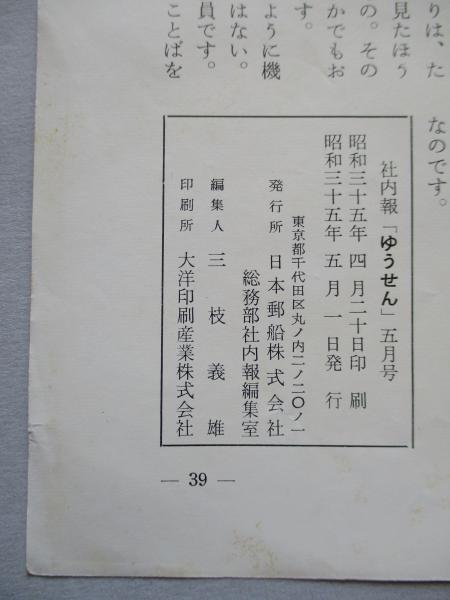 りは、た
見たほう
の。その
かでもお
す。
ように機
はない。
員です。
ことばを
なのです。
社内報「ゆうせん」五月号
昭和三十五年 四月二十日印刷
昭和三十五年 五月一日発行
東京都千代田区丸ノ内二ノ二〇ノ一
発行所 日本郵船株式会社
総務部社内報編集室
編集人 三枝義雄
印刷所 大洋印刷産業株式会社
— 39 —